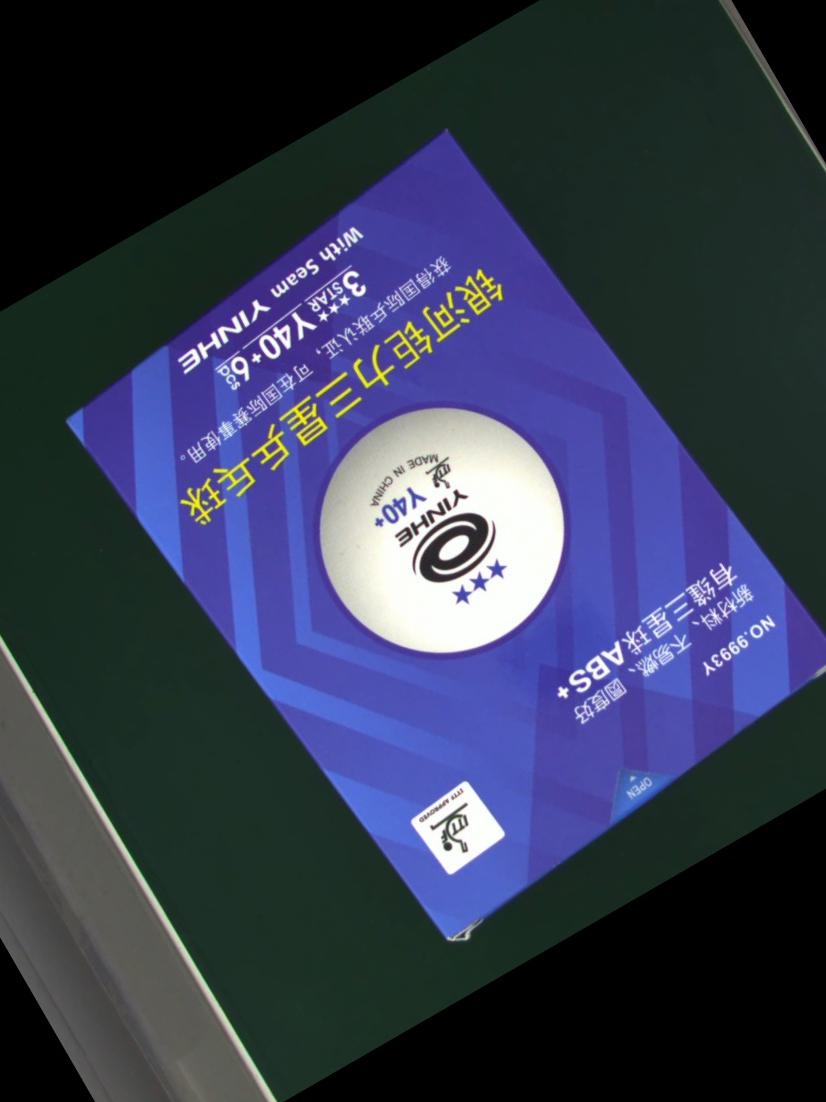 OPEN
NO.9993Y
新材料、不易燃、圆度好
有缝三星球ABS+
ITTF APPROVED
★★★
YINHE
Y40+
MADE IN CHINA
银河钜力三星乒乓球
获得国际乒联认证，可在国际赛事使用。
3 STAR ★★★ Y40+ 6 PCS
With Seam YINHE